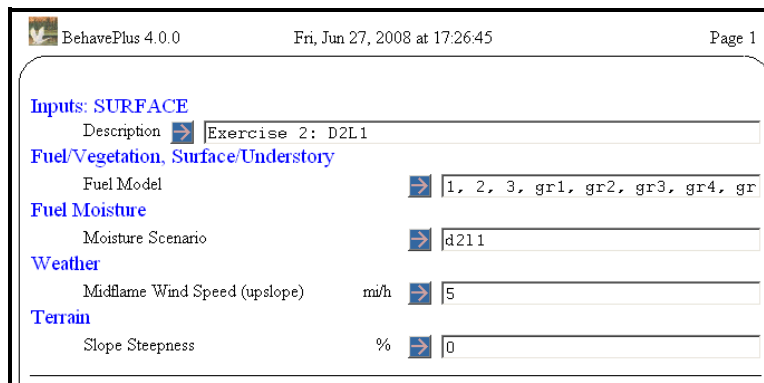 BehavePlus 4.0.0 Fri, Jun 27, 2008 at 17:26:45 Page 1
Inputs: SURFACE
Description Exercise 2: D2L1
Fuel/Vegetation, Surface/Understory
Fuel Model 1, 2, 3, gr1, gr2, gr3, gr4, gr
Fuel Moisture
Moisture Scenario d2l1
Weather
Midflame Wind Speed (upslope) mi/h 5
Terrain
Slope Steepness % 0